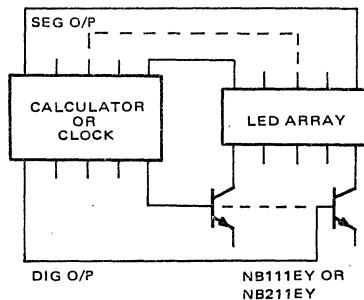 SEG O/P
CALCULATOR
OR
CLOCK
LED ARRAY
DIG O/P
NB111EY OR
NB211EY